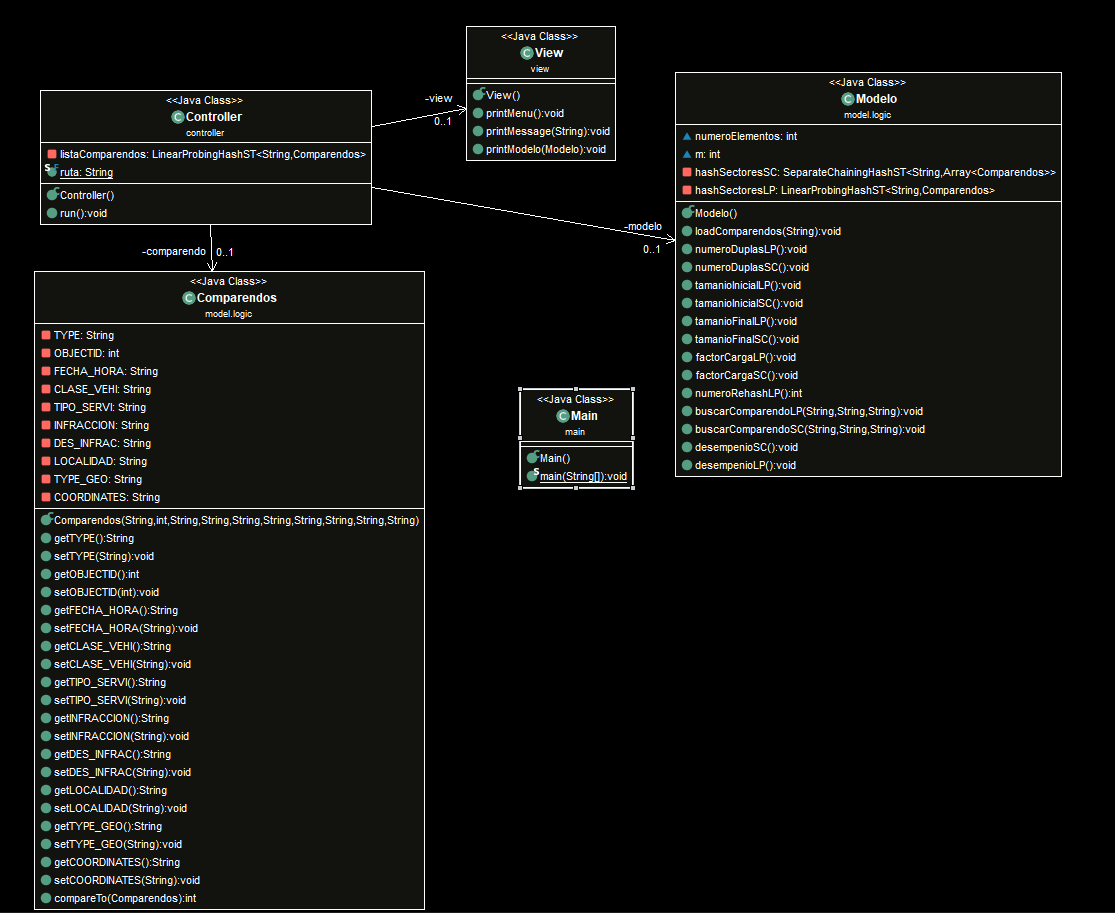 <<Java Class>>
View
view
View()
printMenu():void
printMessage(String):void
printModelo(Modelo):void
<<Java Class>>
Controller
controller
listaComparendos: LinearProbingHashST<String,Comparendos>
ruta: String
Controller()
run():void
-view
0..1
-modelo
0..1
-comparendo
0..1
<<Java Class>>
Modelo
model.logic
numeroElementos: int
m: int
hashSectoresSC: SeparateChainingHashST<String,Array<Comparendos>>
hashSectoresLP: LinearProbingHashST<String,Comparendos>
Modelo()
loadComparendos(String):void
numeroDuplasLP():void
numeroDuplasSC():void
tamanioInicialLP():void
tamanioInicialSC():void
tamanioFinalLP():void
tamanioFinalSC():void
factorCargaLP():void
factorCargaSC():void
numeroRehashLP():int
buscarComparendoLP(String,String,String):void
buscarComparendoSC(String,String,String):void
desempenioSC():void
desempenioLP():void
<<Java Class>>
Comparendos
model.logic
TYPE: String
OBJECTID: int
FECHA_HORA: String
CLASE_VEHI: String
TIPO_SERVI: String
INFRACCION: String
DES_INFRAC: String
LOCALIDAD: String
TYPE_GEO: String
COORDINATES: String
Comparendos(String,int,String,String,String,String,String,String,String,String)
getTYPE():String
setTYPE(String):void
getOBJECTID():int
setOBJECTID(int):void
getFECHA_HORA():String
setFECHA_HORA(String):void
getCLASE_VEHI():String
setCLASE_VEHI(String):void
getTIPO_SERVI():String
setTIPO_SERVI(String):void
getINFRACCION():String
setINFRACCION(String):void
getDES_INFRAC():String
setDES_INFRAC(String):void
getLOCALIDAD():String
setLOCALIDAD(String):void
getTYPE_GEO():String
setTYPE_GEO(String):void
getCOORDINATES():String
setCOORDINATES(String):void
compareTo(Comparendos):int
<<Java Class>>
Main
main
Main()
main(String[]):void